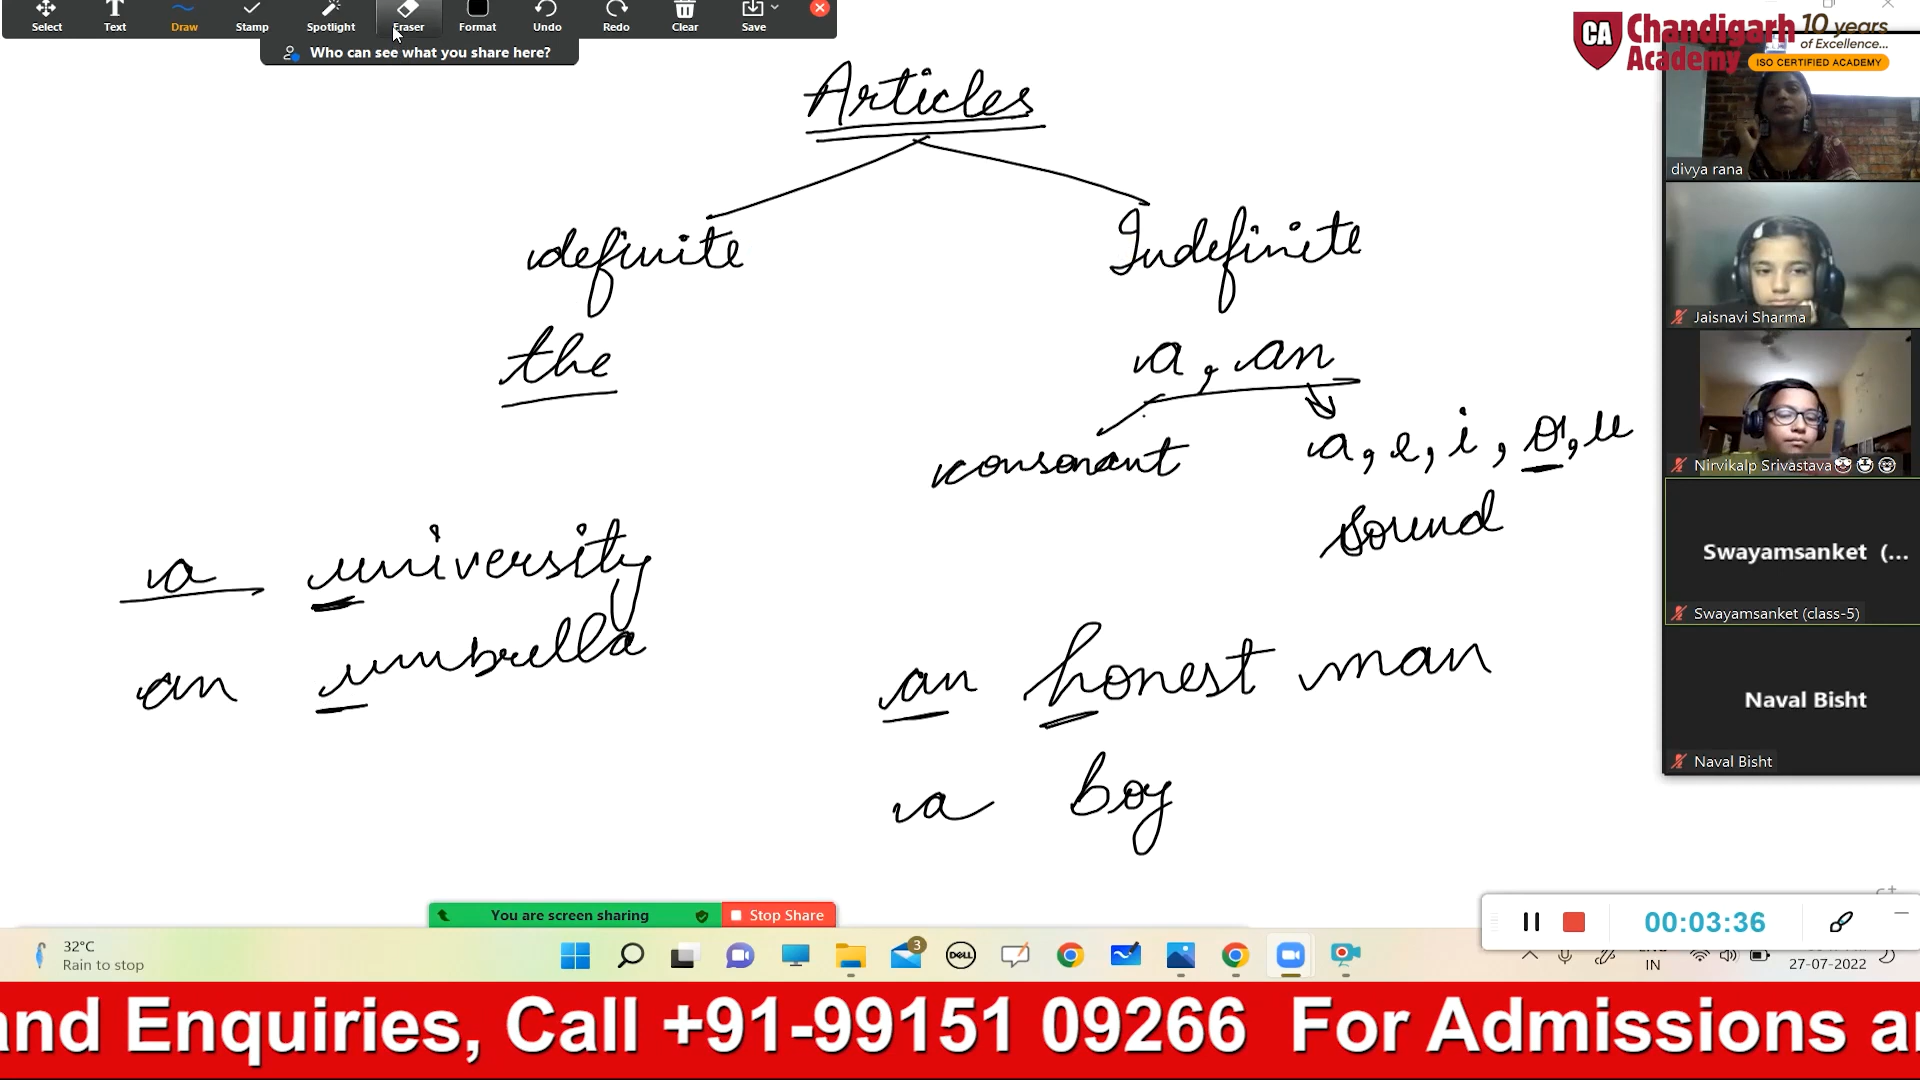 Select Text Draw Stamp Spotlight Eraser Format Undo Redo Clear Save
Who can see what you share here?
CA Chandigarh Academy
10 years
of Excellence...
ISO CERTIFIED ACADEMY
Articles
definite Indefinite
the a, an
consonant a, e, i, o, u
sound
a university
an umbrella
an honest man
a boy
divya rana
Jaisnavi Sharma
Nirvikalp Srivastava
Swayamsanket (...
Swayamsanket (class-5)
Naval Bisht
Naval Bisht
You are screen sharing Stop Share
00:03:36
32°C
Rain to stop
3
DELL
IN
27-07-2022
and Enquiries, Call +91-99151 09266 For Admissions a